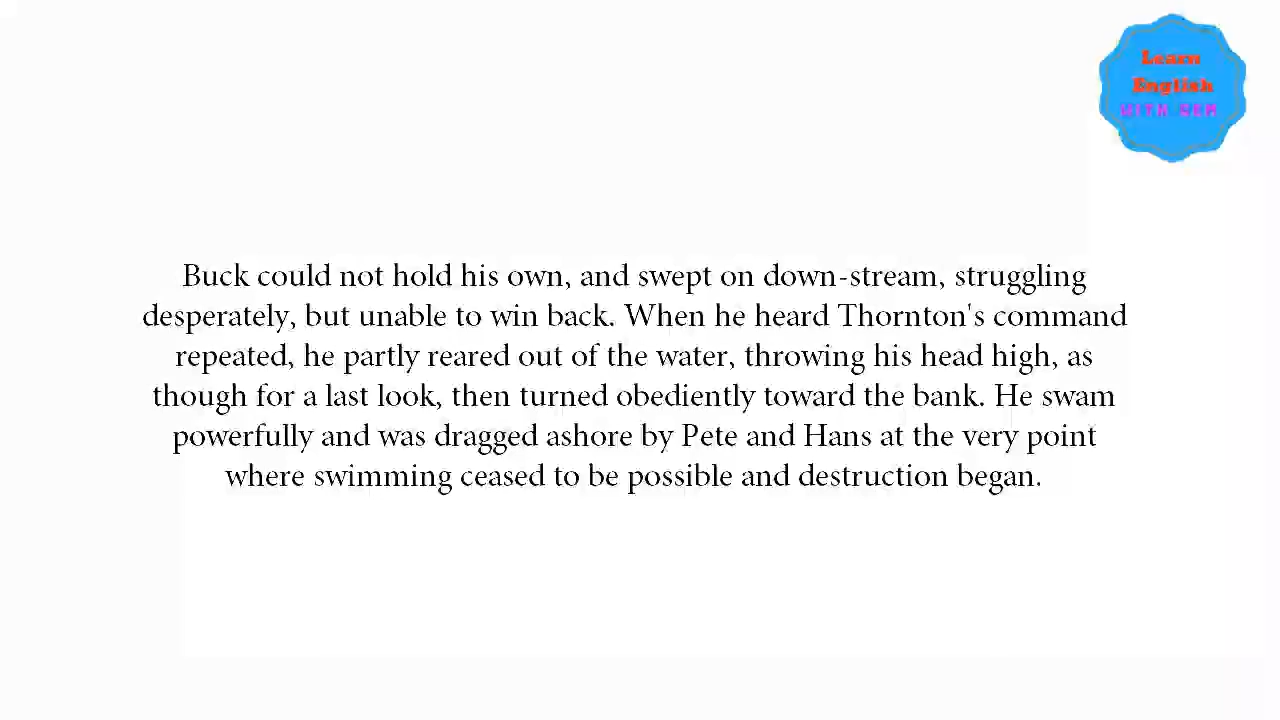 Learn
English
WITH GEM
Buck could not hold his own, and swept on down-stream, struggling
desperately, but unable to win back. When he heard Thornton's command
repeated, he partly reared out of the water, throwing his head high, as
though for a last look, then turned obediently toward the bank. He swam
powerfully and was dragged ashore by Pete and Hans at the very point
where swimming ceased to be possible and destruction began.